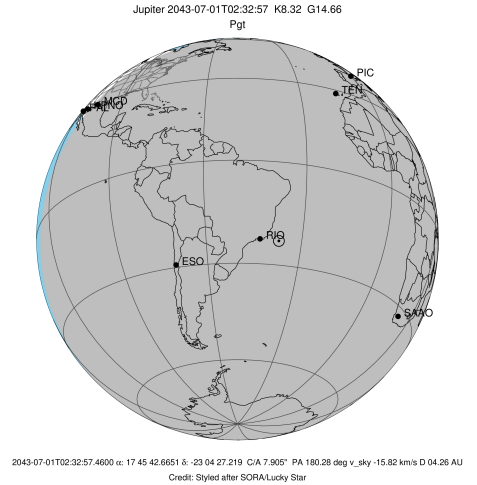 Jupiter 2043-07-01T02:32:57 K8.32 G14.66
Pgt
PIC
TEN
MCD
RIO
ESO
SAAO
2043-07-01T02:32:57.4600 α: 17 45 42.6651 δ: -23 04 27.219 C/A 7.905" PA 180.28 deg v_sky -15.82 km/s D 04.26 AU
Credit: Styled after SORA/Lucky Star